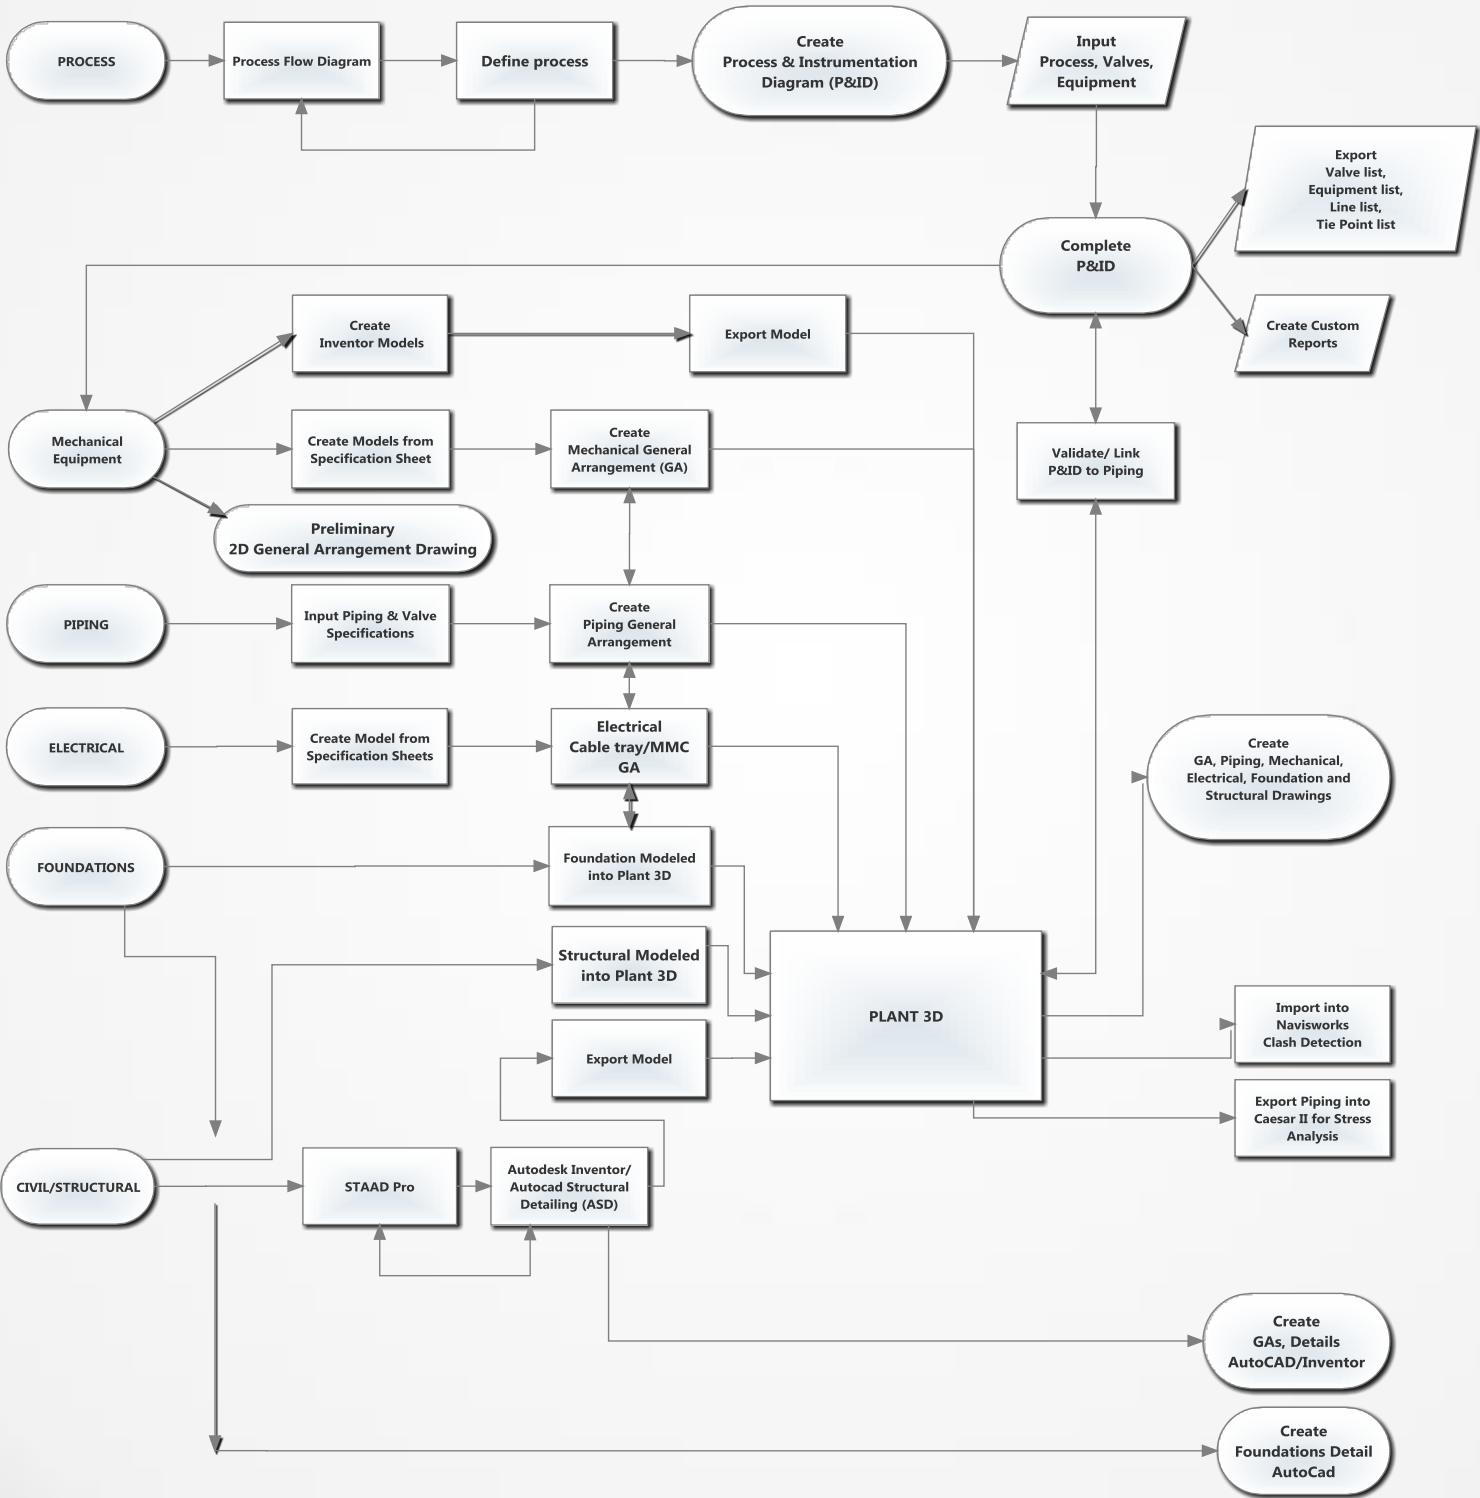 PROCESS
Process Flow Diagram
Define process
Create
Process & Instrumentation
Diagram (P&ID)
Input
Process, Valves,
Equipment
Export
Valve list,
Equipment list,
Line list,
Tie Point list
Complete
P&ID
Create Custom
Reports
Create
Inventor Models
Export Model
Mechanical
Equipment
Create Models from
Specification Sheet
Create
Mechanical General
Arrangement (GA)
Validate/ Link
P&ID to Piping
Preliminary
2D General Arrangement Drawing
PIPING
Input Piping & Valve
Specifications
Create
Piping General
Arrangement
ELECTRICAL
Create Model from
Specification Sheets
Electrical
Cable tray/MMC
GA
Create
GA, Piping, Mechanical,
Electrical, Foundation and
Structural Drawings
FOUNDATIONS
Foundation Modeled
into Plant 3D
Structural Modeled
into Plant 3D
PLANT 3D
Import into
Navisworks
Clash Detection
Export Model
Export Piping into
Caesar II for Stress
Analysis
CIVIL/STRUCTURAL
STAAD Pro
Autodesk Inventor/
Autocad Structural
Detailing (ASD)
Create
GAs, Details
AutoCAD/Inventor
Create
Foundations Detail
AutoCad